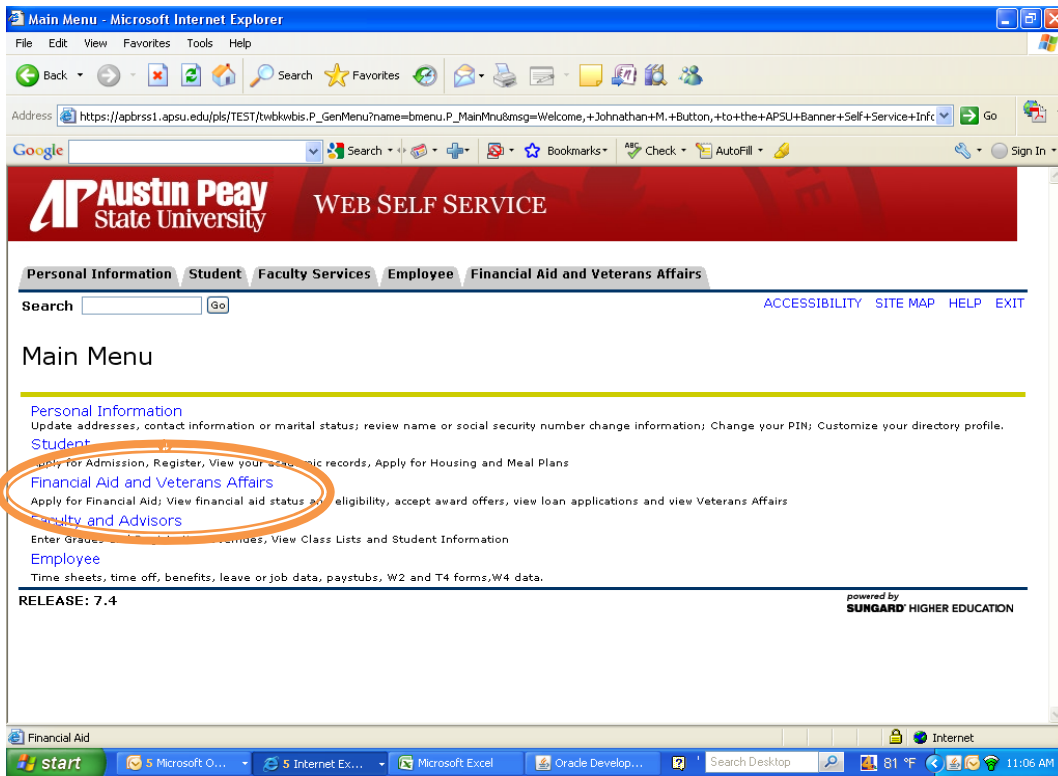 Main Menu - Microsoft Internet Explorer
File Edit View Favorites Tools Help
Back Search Favorites
Address https://apbrss1.apsu.edu/pls/TEST/twbkwbis.P_GenMenu?name=bmenu.P_MainMnu&msg=Welcome,+Johnathan+M.+Button,+to+the+APSU+Banner+Self+Service+Infc Go
Google Search Bookmarks Check AutoFill Sign In
AP Austin Peay State University WEB SELF SERVICE
Personal Information Student Faculty Services Employee Financial Aid and Veterans Affairs
Search Go ACCESSIBILITY SITE MAP HELP EXIT
Main Menu
Personal Information
Update addresses, contact information or marital status; review name or social security number change information; Change your PIN; Customize your directory profile.
Student
Apply for Admission, Register, View your academic records, Apply for Housing and Meal Plans
Financial Aid and Veterans Affairs
Apply for Financial Aid; View financial aid status and eligibility, accept award offers, view loan applications and view Veterans Affairs
Faculty and Advisors
Enter Grades and View Class Lists and Student Information
Employee
Time sheets, time off, benefits, leave or job data, paystubs, W2 and T4 forms,W4 data.
RELEASE: 7.4
powered by
SUNGARD HIGHER EDUCATION
Financial Aid Internet
start 5 Microsoft O... 5 Internet Ex... Microsoft Excel Oracle Develop... Search Desktop 81 °F 11:06 AM